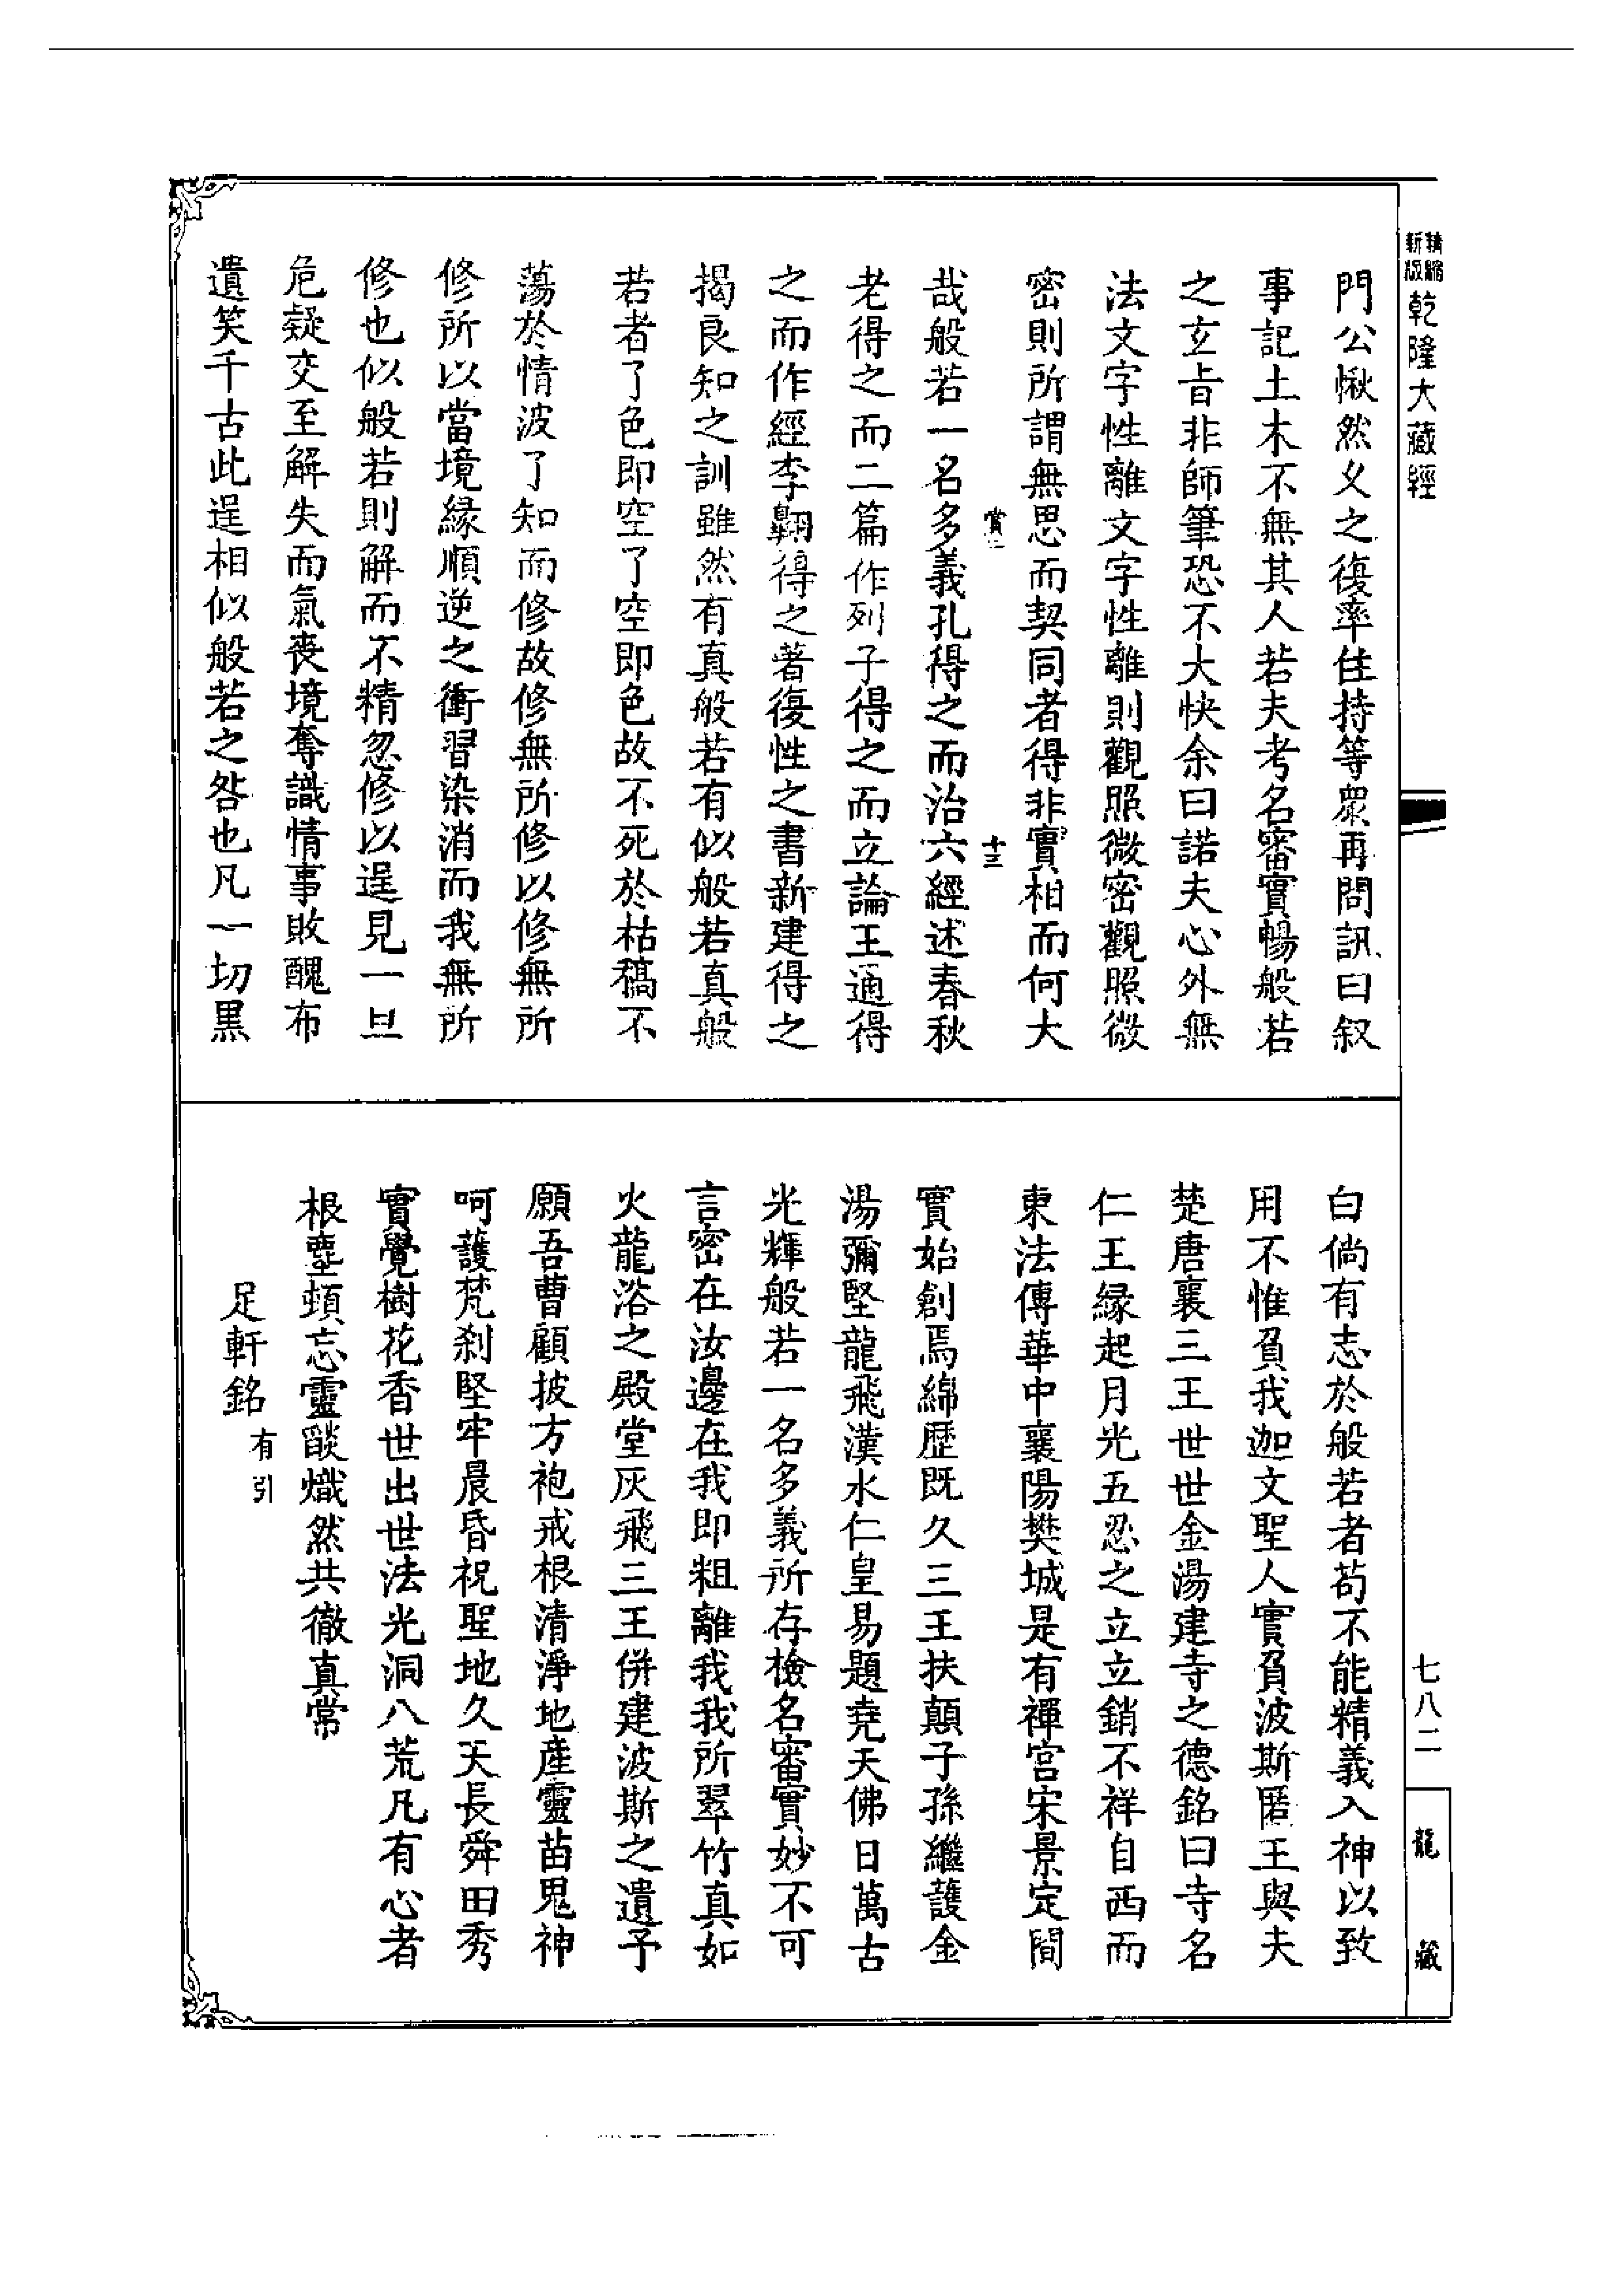 精縮新版乾隆大藏經
門公愀然久之復率住持等眾再問訊曰叙
事記土木不無其人若夫考名審實暢般若
之玄旨非師筆恐不大快余曰諾夫心外無
法文字性離文字性離則觀照微密觀照微
密則所謂無思而契同者得非實相而何大
十三
哉般若一名多義孔得之而治六經述春秋
老得之而二篇作列子得之而立論王通得
之而作經李翱得之著復性之書新建得之
揭良知之訓雖然有真般若有似般若真般
若者了色即空了空即色故不死於枯稿不
蕩於情波了知而修故修無所修以修無所
修所以當境緣順逆之衝習染消而我無所
修也似般若則解而不精忽修以逞見一旦
危疑交至解失而氣喪境奪識情事敗醜布
遺笑千古此逞相似般若之咎也凡一切黑
白倘有志於般若者苟不能精義入神以致
用不惟負我迦文聖人實負波斯匿王與夫
楚唐襄三王世世金湯建寺之德銘曰寺名
仁王緣起月光五忍之立立銷不祥自西而
東法傳華中襄陽樊城是有禪宮宋景定間
實始創焉綿歷既久三王扶顛子孫繼護金
湯彌堅龍飛漢水仁皇易題堯天佛日萬古
光輝般若一名多義所存檢名審實妙不可
言密在汝邊在我即粗離我我所翠竹真如
火龍浴之殿堂灰飛三王併建波斯之遺予
願吾曹顧披方袍戒根清淨地產靈苗鬼神
呵護梵剎堅牢晨昏祝聖地久天長舜田秀
實覺樹花香世出世法光洞八荒凡有心者
根塵頓忘靈燄熾然共徹真常
足軒銘有引
七八二
龍藏